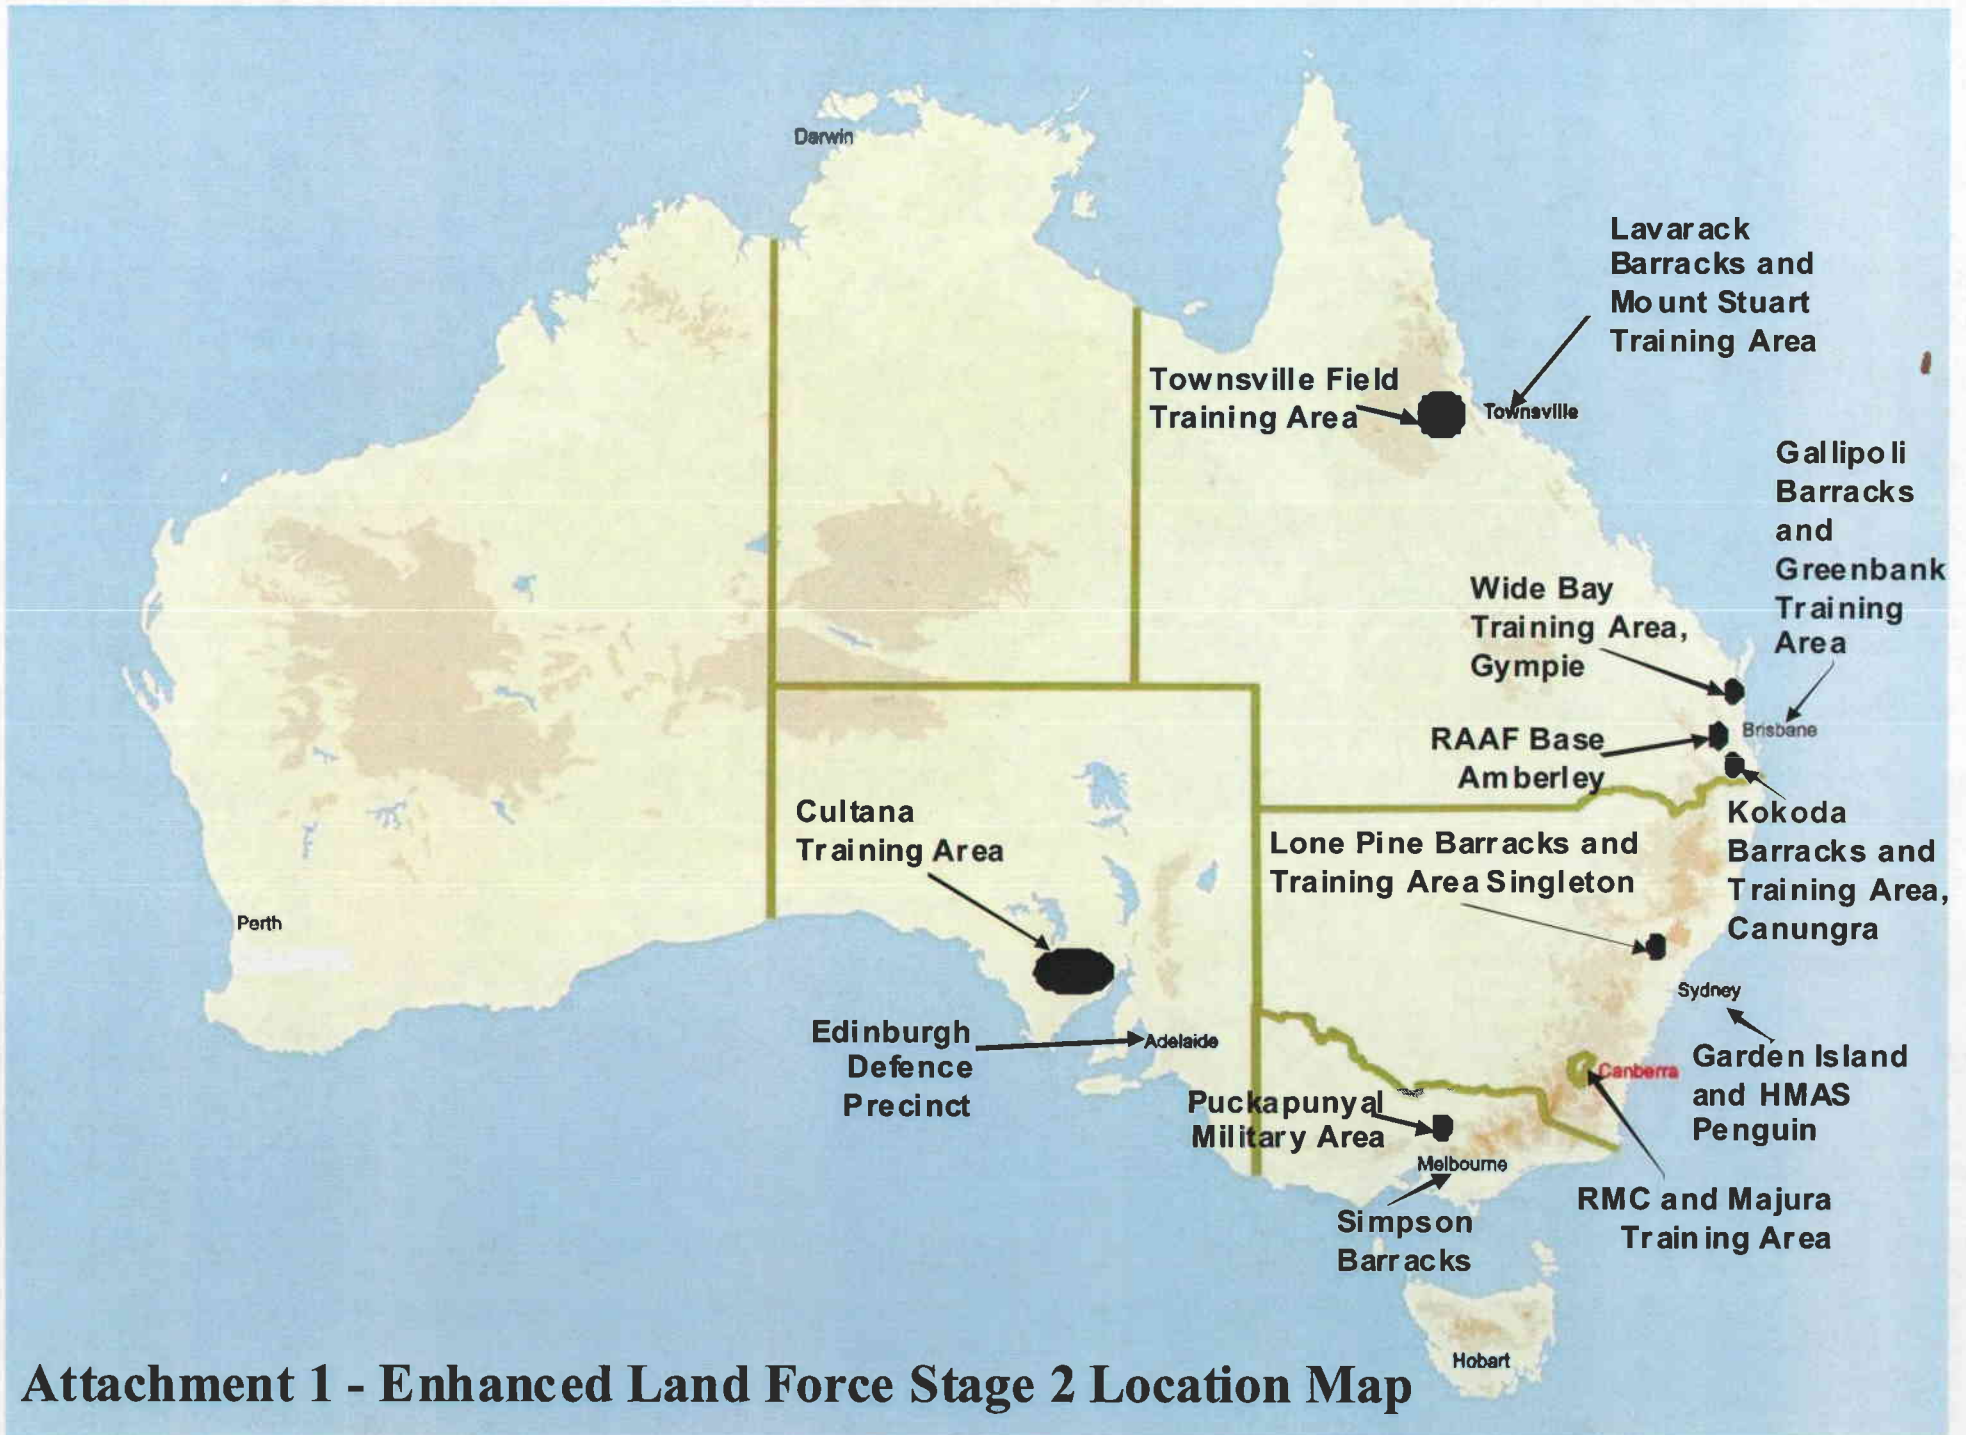 Darwin
Lavarack
Barracks and
Mount Stuart
Training Area
Townsville Field
Training Area
Townsville
Gallipoli
Barracks
and
Greenbank
Training
Area
Wide Bay
Training Area,
Gympie
Brisbane
RAAF Base
Amberley
Cultana
Training Area
Kokoda
Barracks and
Training Area,
Canungra
Lone Pine Barracks and
Training Area Singleton
Perth
Sydney
Edinburgh
Defence
Precinct
Adelaide
Garden Island
and HMAS
Penguin
Canberra
Puckapunyal
Military Area
Melbourne
RMC and Majura
Training Area
Simpson
Barracks
Hobart
Attachment 1 - Enhanced Land Force Stage 2 Location Map